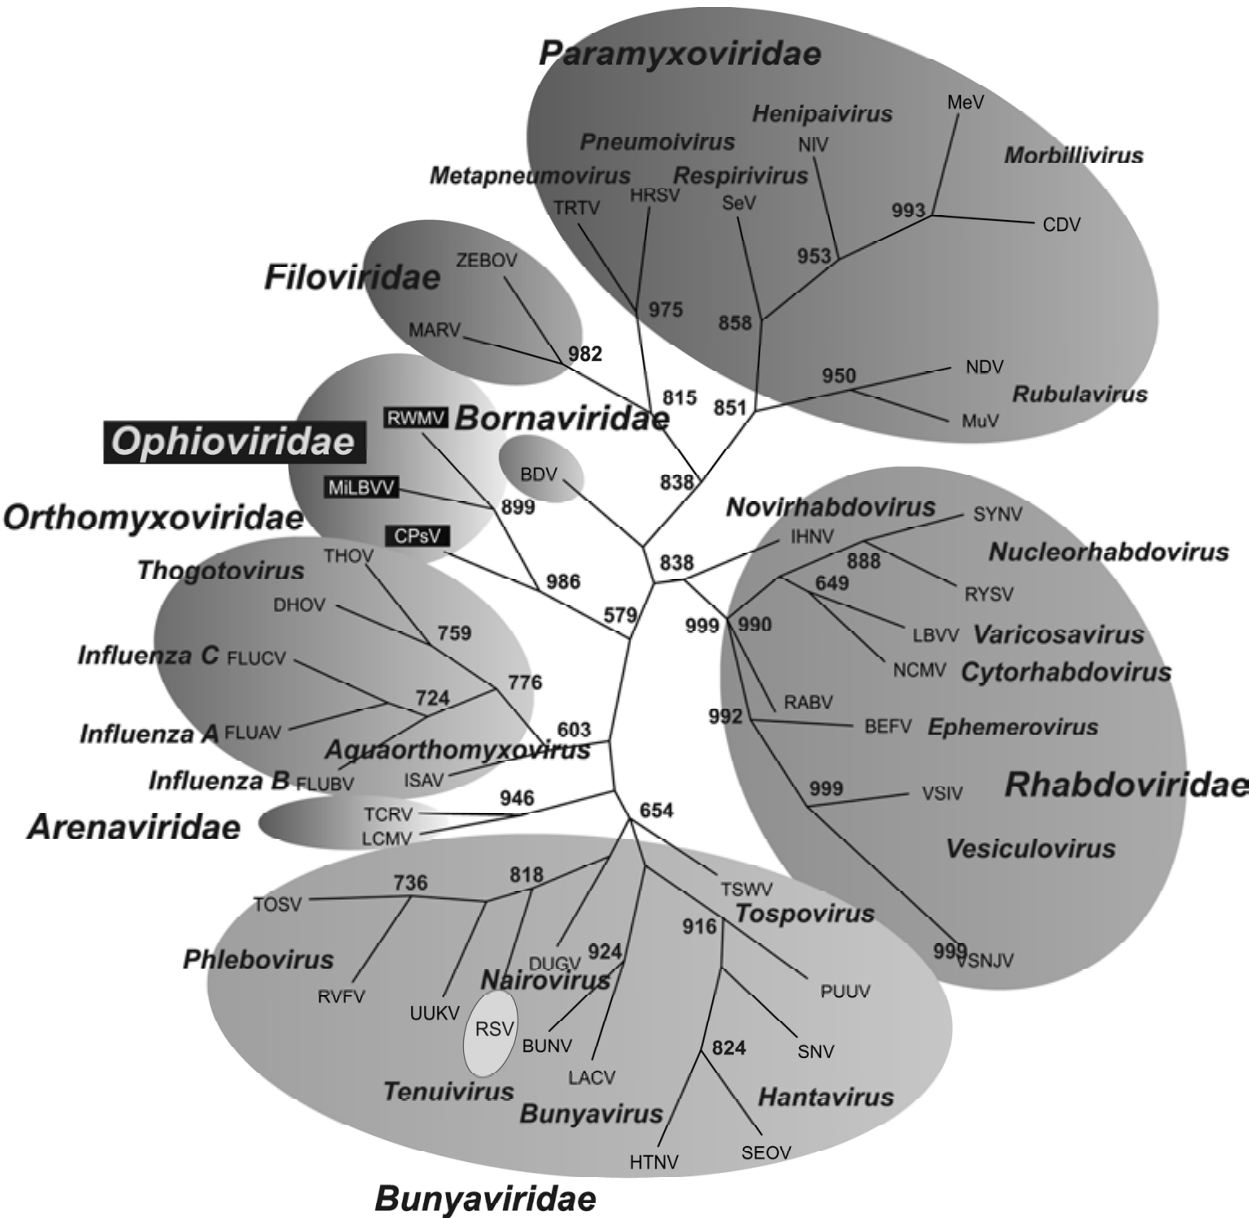 Paramyxoviridae
MeV
Henipaivirus
Pneumoivirus
NIV
Morbillivirus
Metapneumovirus
Respirivirus
HRSV
TRTV
SeV
993
CDV
953
Filoviridae
ZEBOV
975
858
MARV
982
NDV
950
815
851
Rubulavirus
RWMV
Bornaviridae
MuV
Ophioviridae
BDV
838
MiLBVV
899
Novirhabdovirus
SYNV
Orthomyxoviridae
CPsV
IHNV
Nucleorhabdovirus
THOV
838
888
Thogotovirus
986
649
RYSV
DHOV
579
999
990
759
LBVV
Varicosavirus
Influenza C
FLUCV
NCMV
Cytorhabdovirus
776
724
RABV
992
BEFV
Ephemerovirus
Influenza A
FLUAV
603
Aquaorthomyxovirus
Influenza B
FLUBV
ISAV
Rhabdoviridae
999
VSIV
946
TCRV
654
Arenaviridae
LCMV
Vesiculovirus
818
736
TSWV
TOSV
Tospovirus
916
924
999
VSNJV
Phlebovirus
DUGV
Nairovirus
RVFV
PUUV
UUKV
RSV
BUNV
824
SNV
LACV
Tenuivirus
Hantavirus
Bunyavirus
HTNV
SEOV
Bunyaviridae